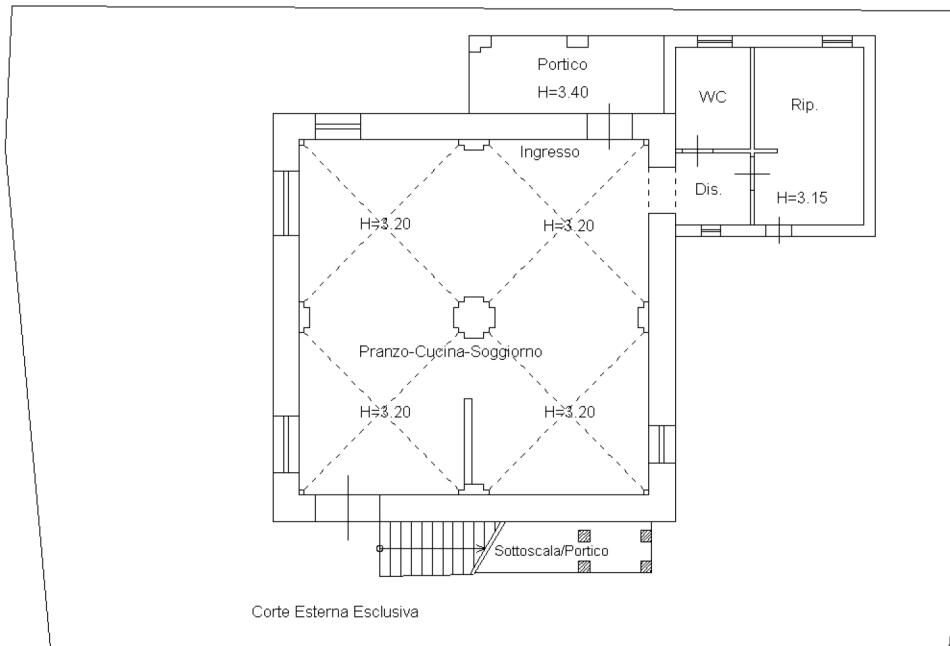 Portico
H=3.40
WC
Rip.
Ingresso
Dis.
H=3.15
H=3.20
H=3.20
Pranzo-Cucina-Soggiorno
H=3.20
H=3.20
Sottoscala/Portico
Corte Esterna Esclusiva